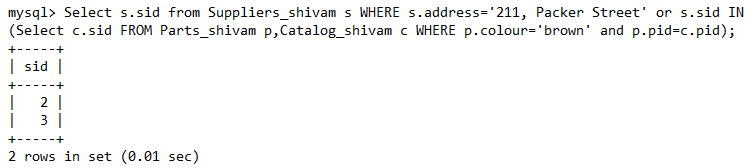 mysql> Select s.sid from Suppliers_shivam s WHERE s.address='211, Packer Street' or s.sid IN
(Select c.sid FROM Parts_shivam p,Catalog_shivam c WHERE p.colour='brown' and p.pid=c.pid);
+-----+
| sid |
+-----+
|   2 |
|   3 |
+-----+
2 rows in set (0.01 sec)